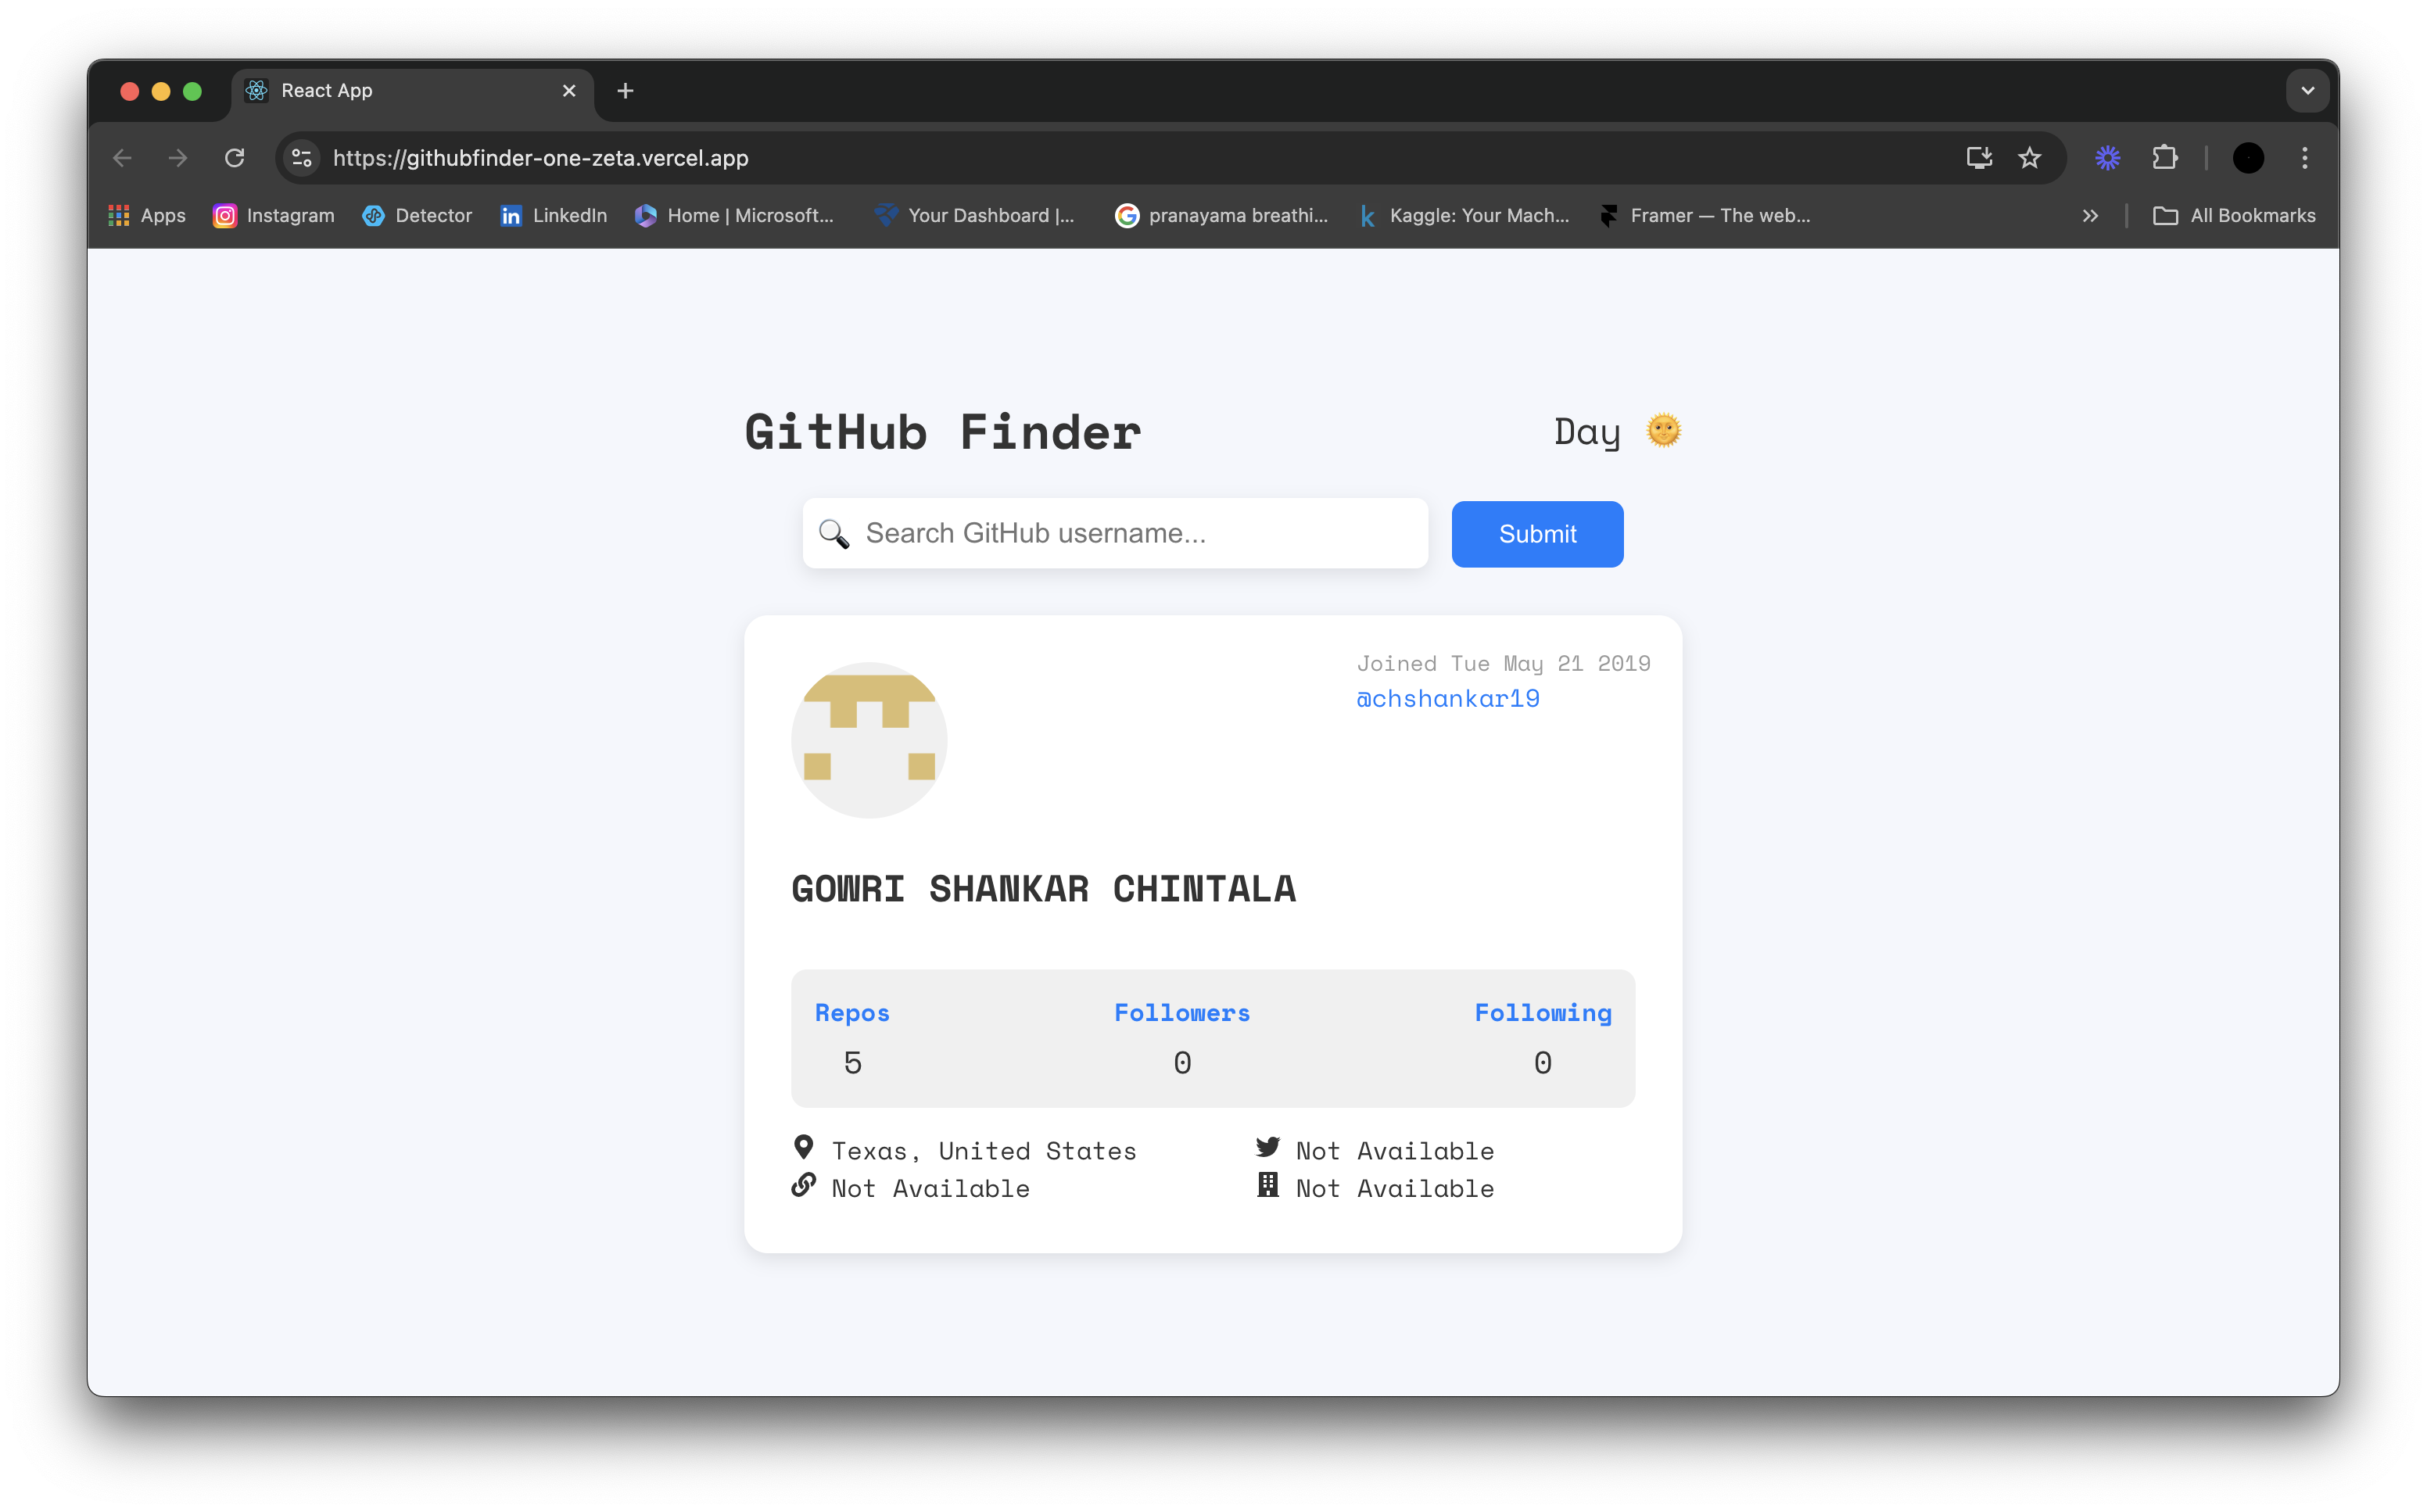 React App
https://githubfinder-one-zeta.vercel.app
Apps Instagram Detector LinkedIn Home | Microsoft... Your Dashboard |... pranayama breathi... Kaggle: Your Mach... Framer — The web... All Bookmarks
GitHub Finder Day
Search GitHub username... Submit
Joined Tue May 21 2019
@chshankar19
GOWRI SHANKAR CHINTALA
Repos Followers Following
5 0 0
Texas, United States Not Available
Not Available Not Available